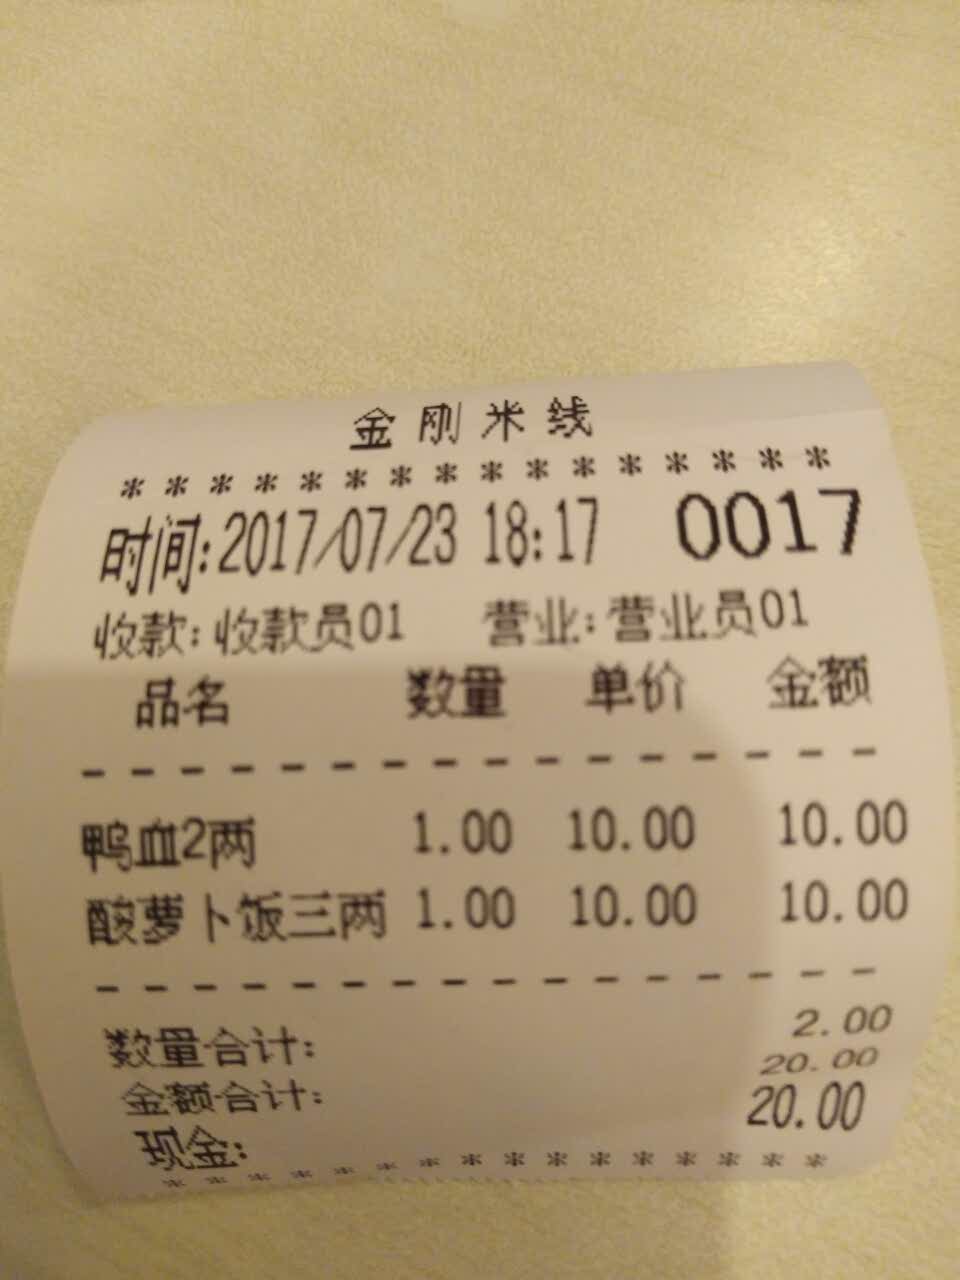 金刚米线
* * * * * * * * * * * * * * * *
时间:2017/07/23 18:17 0017
收款:收款员01 营业:营业员01
品名 数量 单价 金额
- - - - - - - - - - - - - - - -
鸭血2两 1.00 10.00 10.00
酸萝卜饭三两 1.00 10.00 10.00
- - - - - - - - - - - - - - - -
数量合计: 2.00
金额合计: 20.00
现金: 20.00
* * * * * * * * * * * * * * * *